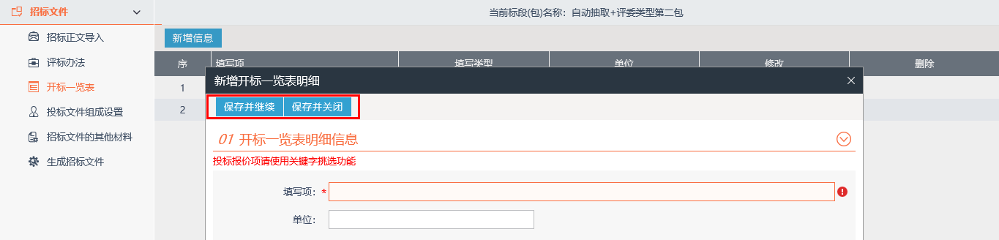 招标文件
当前标段(包)名称：自动抽取+评委类型第二包
招标正文导入
评标办法
开标一览表
投标文件组成设置
招标文件的其他材料
生成招标文件
新增信息
序 填写项 填写类型 单位 修改 删除
1
2
新增开标一览表明细
保存并继续 保存并关闭
01 开标一览表明细信息
投标报价项请使用关键字挑选功能
填写项：*
单位：